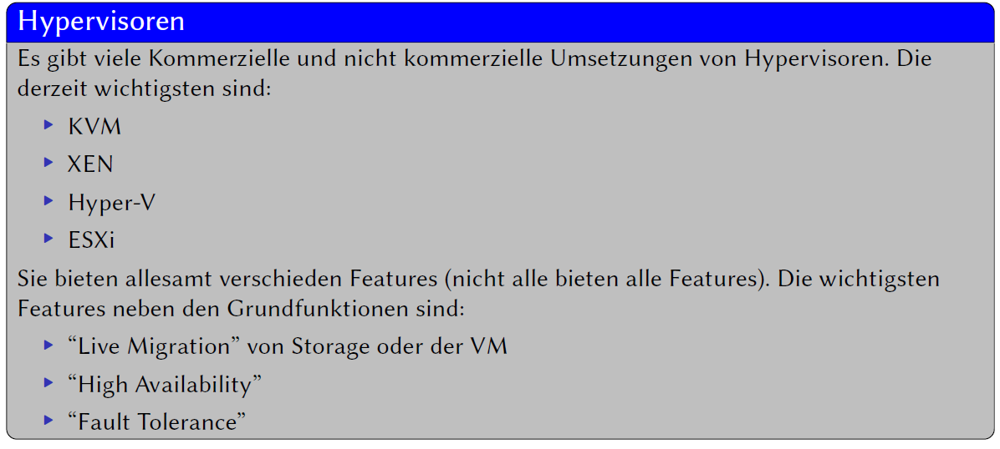 Hypervisoren
Es gibt viele Kommerzielle und nicht kommerzielle Umsetzungen von Hypervisoren. Die
derzeit wichtigsten sind:
KVM
XEN
Hyper-V
ESXi
Sie bieten allesamt verschieden Features (nicht alle bieten alle Features). Die wichtigsten
Features neben den Grundfunktionen sind:
“Live Migration” von Storage oder der VM
“High Availability”
“Fault Tolerance”